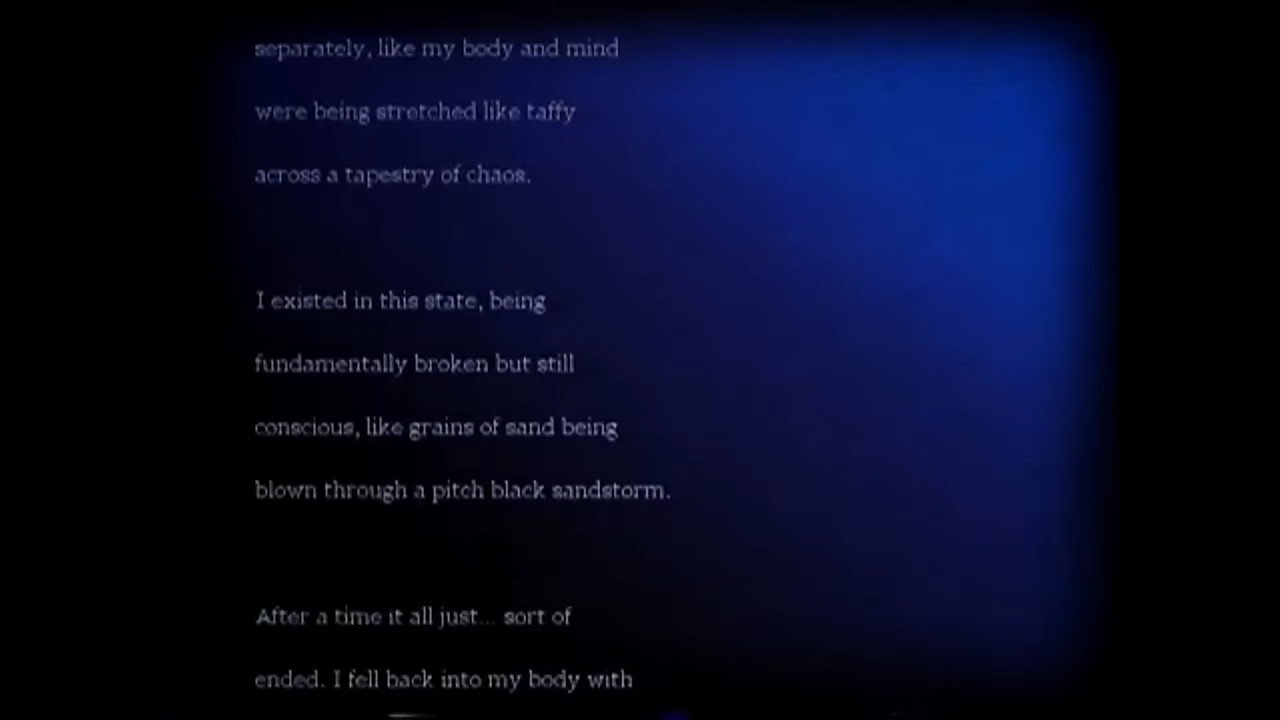 separately, like my body and mind
were being stretched like taffy
across a tapestry of chaos.
I existed in this state, being
fundamentally broken but still
conscious, like grains of sand being
blown through a pitch black sandstorm.
After a time it all just... sort of
ended. I fell back into my body with